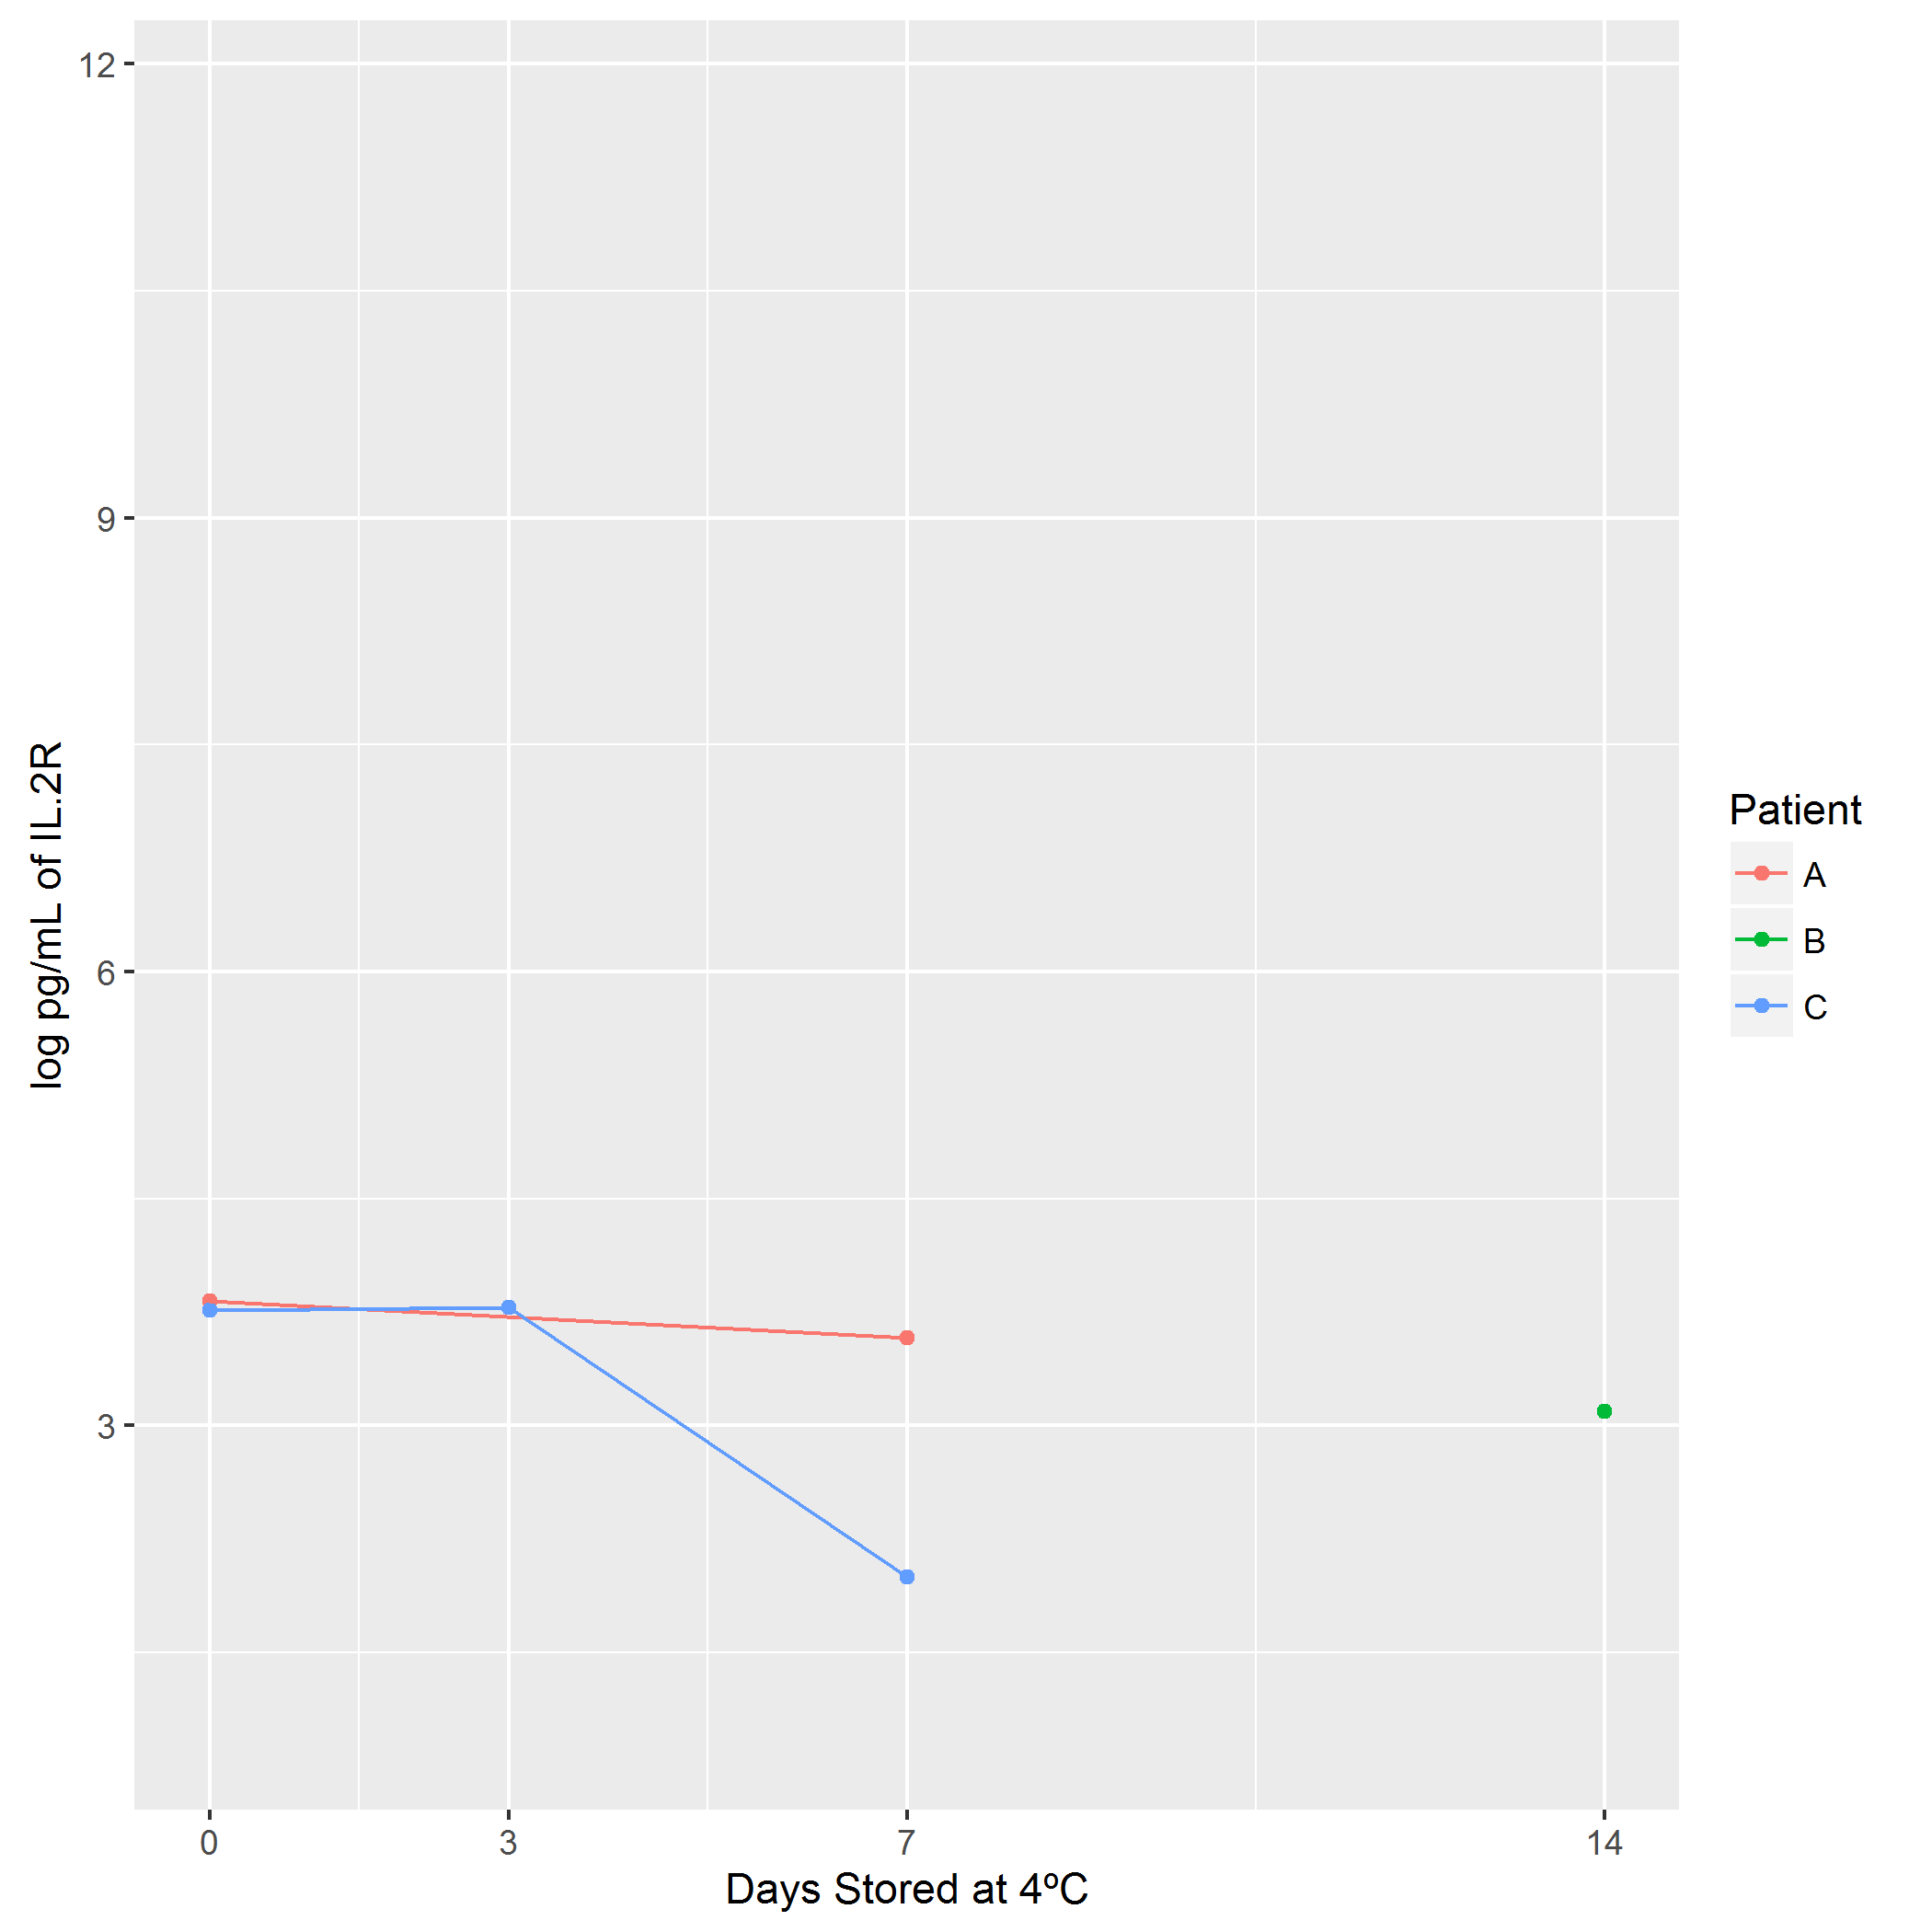 log pg/mL of IL.2R
12
9
6
3
0 3 7 14
Days Stored at 4ºC
Patient
A
B
C